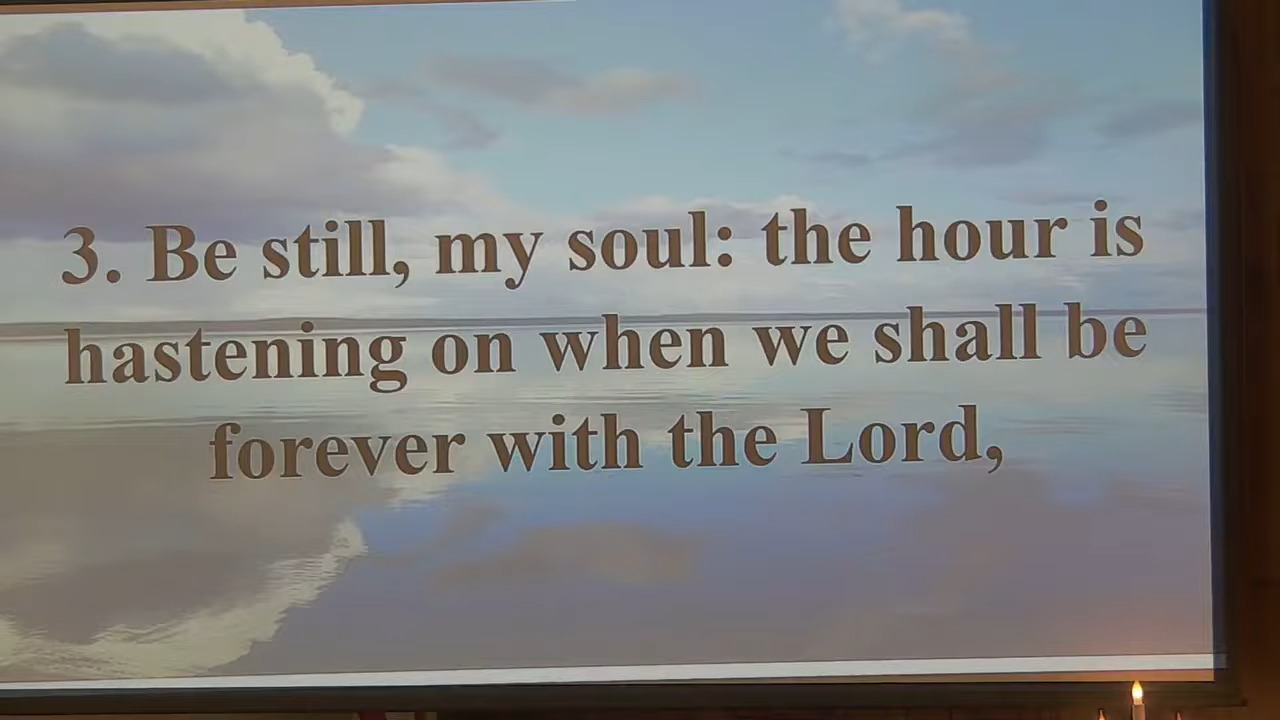 3. Be still, my soul: the hour is
hastening on when we shall be
forever with the Lord,